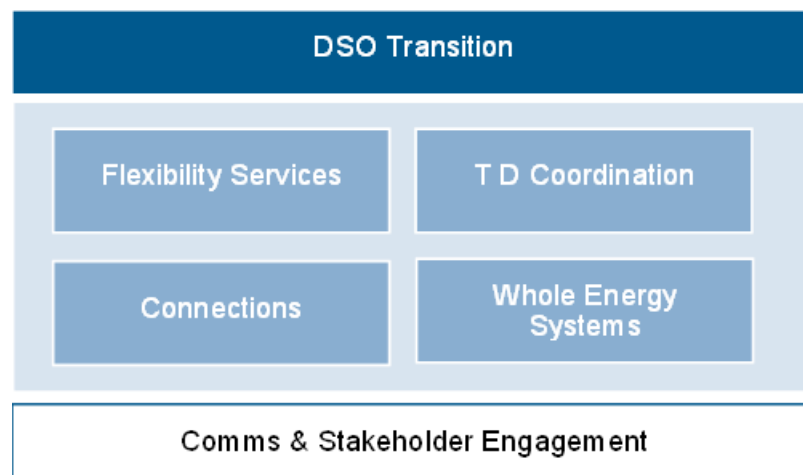 DSO Transition
Flexibility Services
T D Coordination
Connections
Whole Energy
Systems
Comms & Stakeholder Engagement